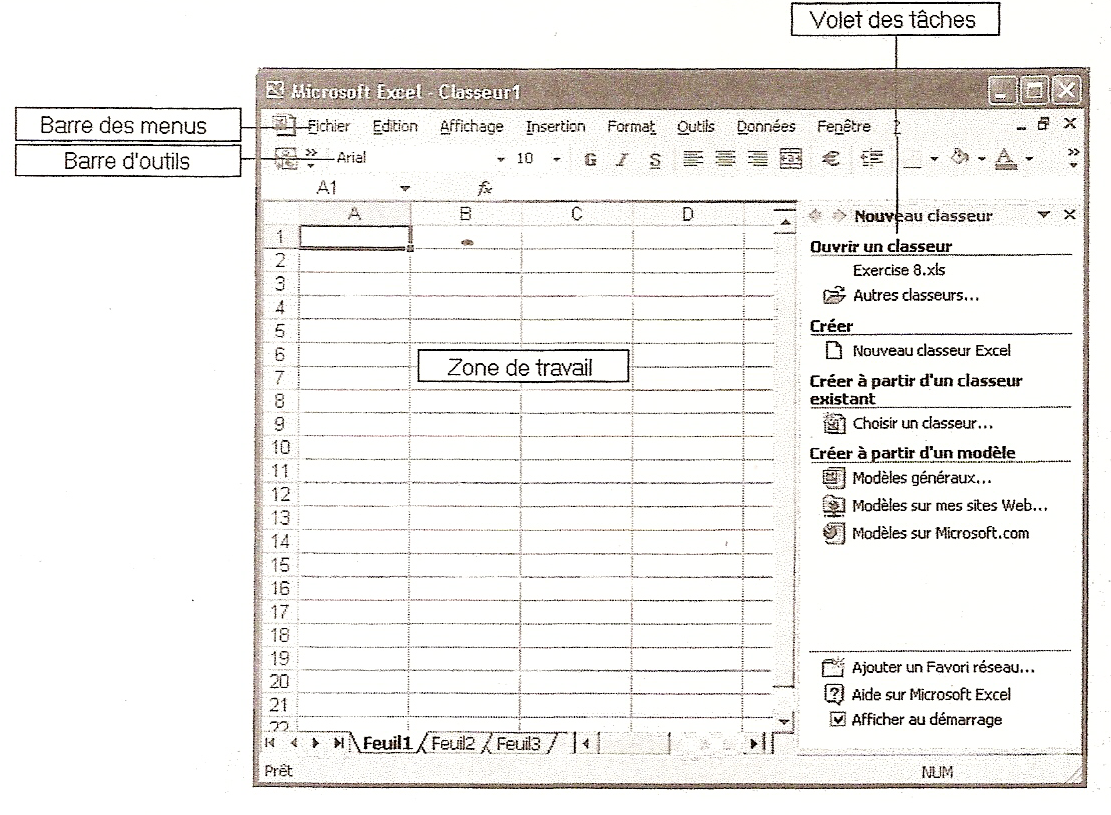 Volet des tâches
Microsoft Excel - Classeur1
Barre des menus
Fichier Edition Affichage Insertion Format Outils Données Fenêtre ?
Barre d'outils
Arial 10 G I S €
A1 fx
A B C D
Nouveau classeur
1
2
3
4
5
6
7
8
9
10
11
12
13
14
15
16
17
18
19
20
21
22
Zone de travail
Ouvrir un classeur
Exercise 8.xls
Autres classeurs...
Créer
Nouveau classeur Excel
Créer à partir d'un classeur
existant
Choisir un classeur...
Créer à partir d'un modèle
Modèles généraux...
Modèles sur mes sites Web...
Modèles sur Microsoft.com
Ajouter un Favori réseau...
Aide sur Microsoft Excel
Afficher au démarrage
Feuil1 Feuil2 Feuil3
Prêt NUM